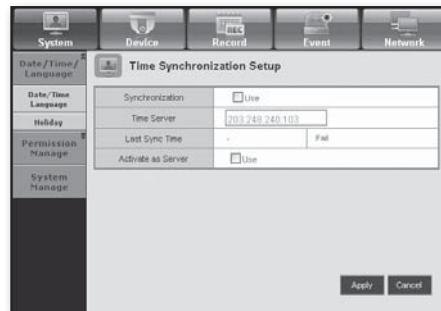 System Device Record Event Network
REC
Date/Time/
Language
Date/Time
Language
Holiday
Permission
Manage
System
Manage
Time Synchronization Setup
Synchronization Use
Time Server 203.248.240.103
Last Sync Time - Fail
Activate as Server Use
Apply Cancel